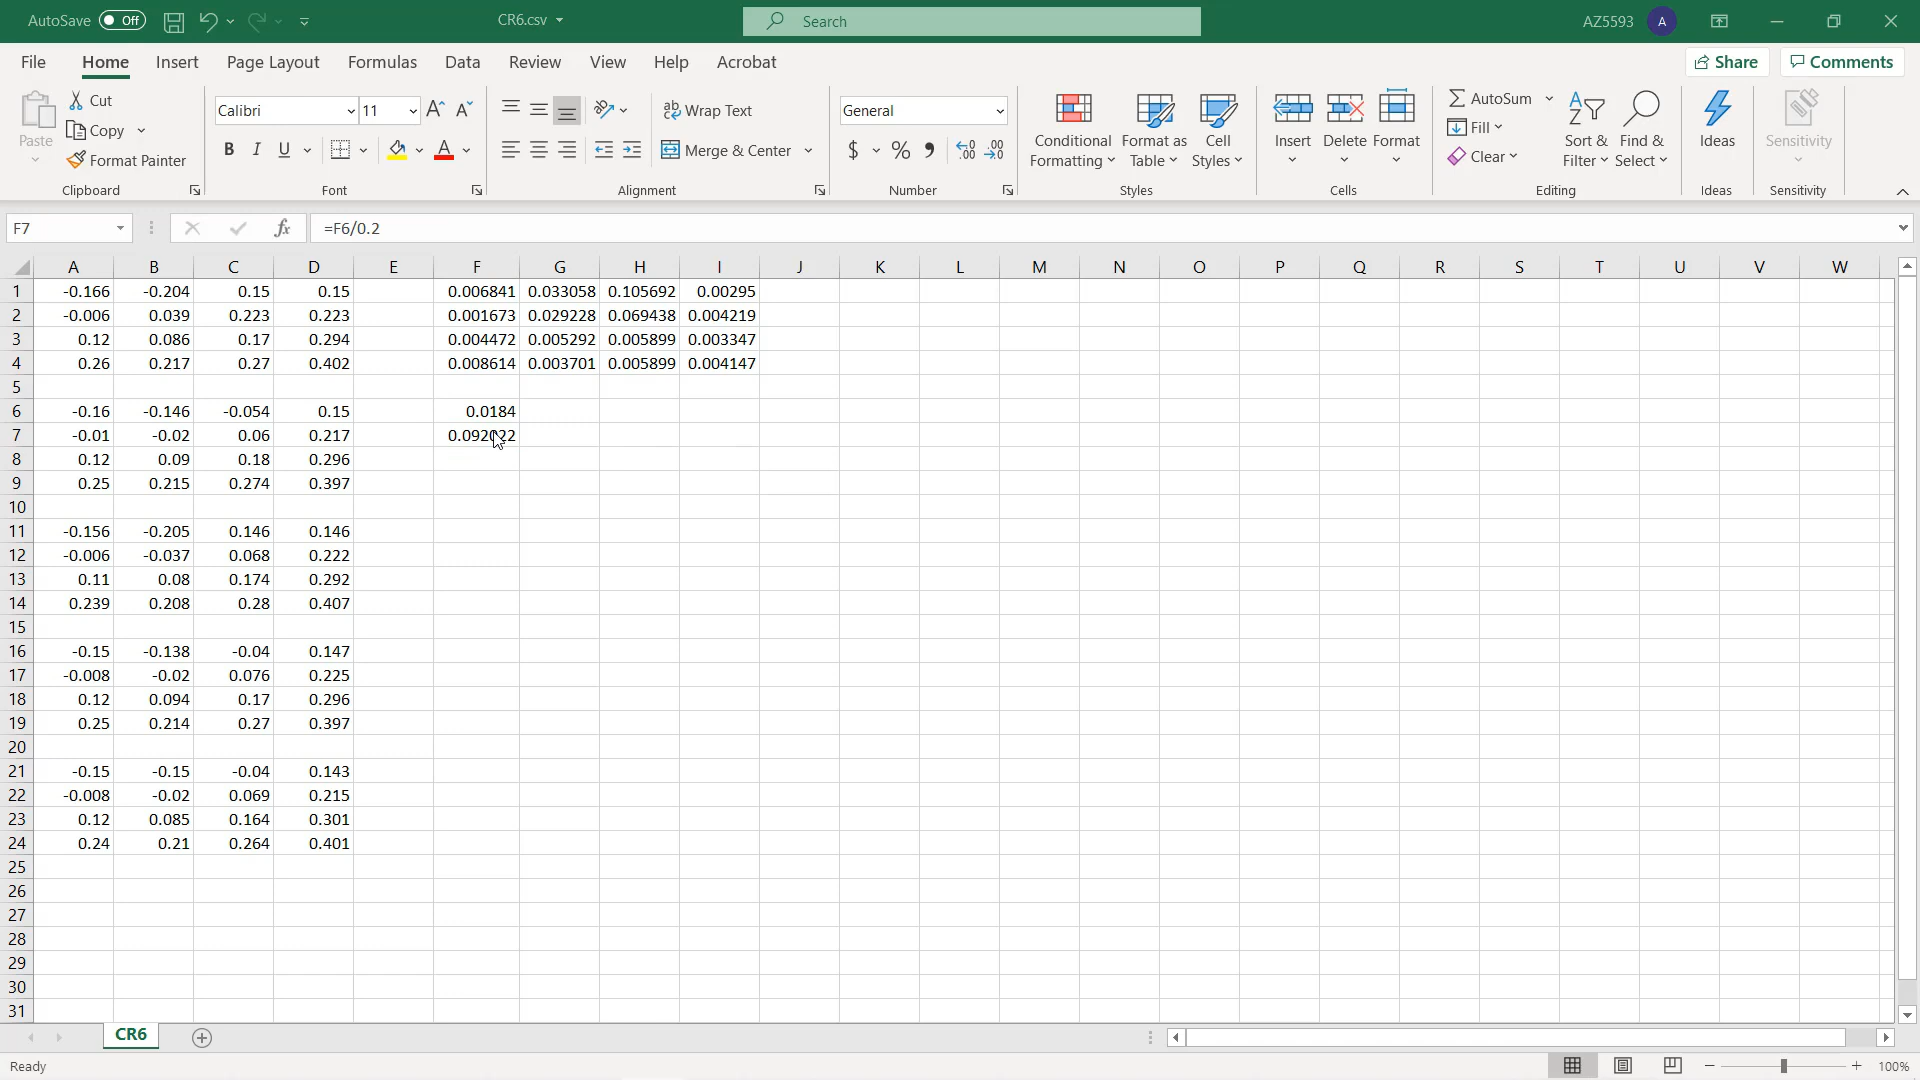 AutoSave Off CR6.csv Search AZ5593 A
File Home Insert Page Layout Formulas Data Review View Help Acrobat Share Comments
Paste Cut Copy Format Painter Clipboard
Calibri 11 B I U A Font
ab Wrap Text Merge & Center Alignment
General $ % 9 Number
Conditional Formatting Format as Table Cell Styles Styles
Insert Delete Format Cells
AutoSum Fill Clear Sort & Filter Find & Select Editing
Ideas Ideas
Sensitivity Sensitivity
F7 fx =F6/0.2
A B C D E F G H I J K L M N O P Q R S T U V W
1 -0.166 -0.204 0.15 0.15 0.006841 0.033058 0.105692 0.00295
2 -0.006 0.039 0.223 0.223 0.001673 0.029228 0.069438 0.004219
3 0.12 0.086 0.17 0.294 0.004472 0.005292 0.005899 0.003347
4 0.26 0.217 0.27 0.402 0.008614 0.003701 0.005899 0.004147
5
6 -0.16 -0.146 -0.054 0.15 0.0184
7 -0.01 -0.02 0.06 0.217 0.092022
8 0.12 0.09 0.18 0.296
9 0.25 0.215 0.274 0.397
10
11 -0.156 -0.205 0.146 0.146
12 -0.006 -0.037 0.068 0.222
13 0.11 0.08 0.174 0.292
14 0.239 0.208 0.28 0.407
15
16 -0.15 -0.138 -0.04 0.147
17 -0.008 -0.02 0.076 0.225
18 0.12 0.094 0.17 0.296
19 0.25 0.214 0.27 0.397
20
21 -0.15 -0.15 -0.04 0.143
22 -0.008 -0.02 0.069 0.215
23 0.12 0.085 0.164 0.301
24 0.24 0.21 0.264 0.401
25
26
27
28
29
30
31
CR6
Ready 100%